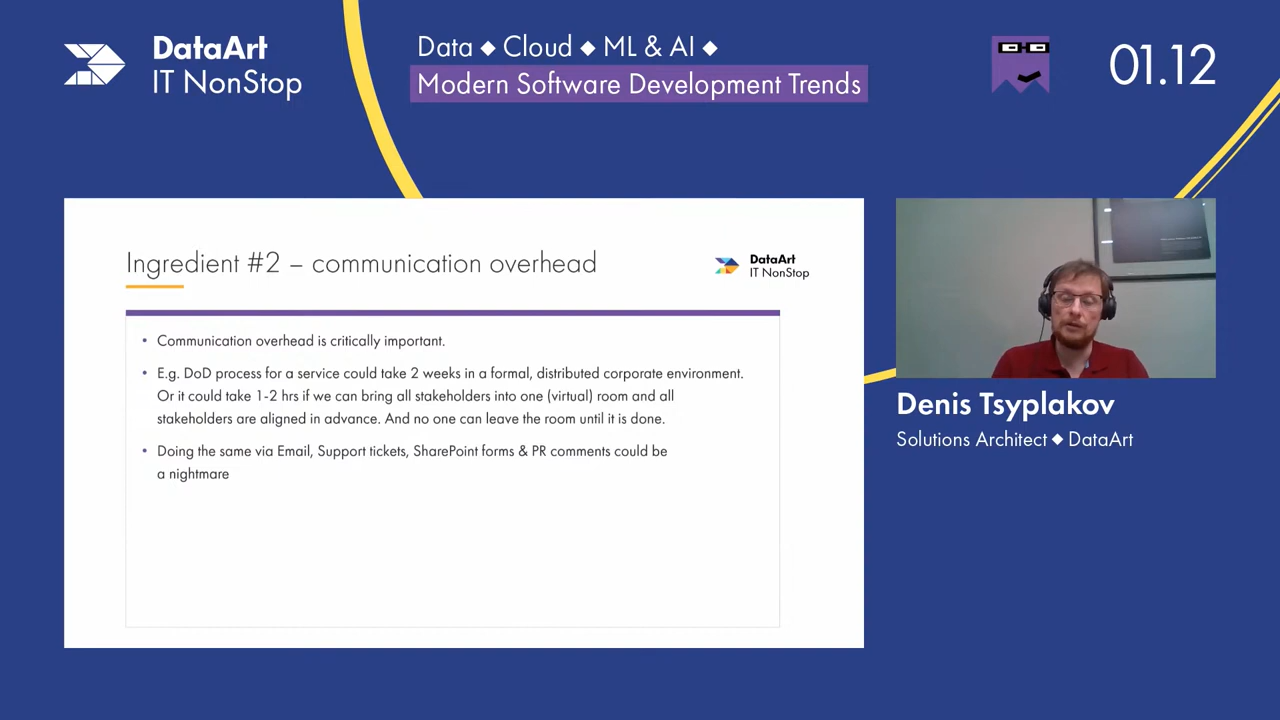 DataArt
IT NonStop
Data ◆ Cloud ◆ ML & AI ◆
Modern Software Development Trends
01.12
Ingredient #2 – communication overhead
DataArt
IT NonStop
• Communication overhead is critically important.
• E.g. DoD process for a service could take 2 weeks in a formal, distributed corporate environment.
Or it could take 1-2 hrs if we can bring all stakeholders into one (virtual) room and all
stakeholders are aligned in advance. And no one can leave the room until it is done.
• Doing the same via Email, Support tickets, SharePoint forms & PR comments could be
a nightmare
Denis Tsyplakov
Solutions Architect ◆ DataArt